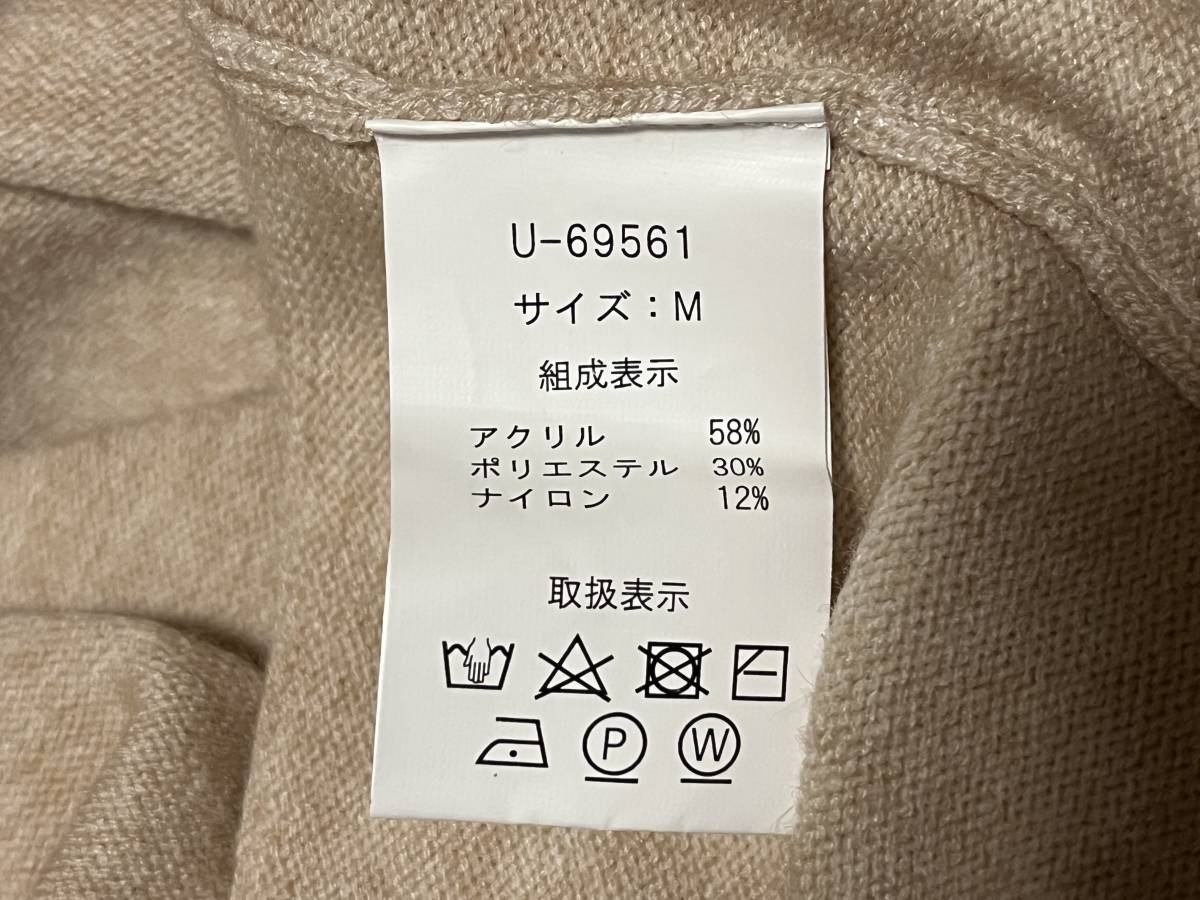 U-69561
サイズ：M
組成表示
アクリル 58%
ポリエステル 30%
ナイロン 12%
取扱表示
P W